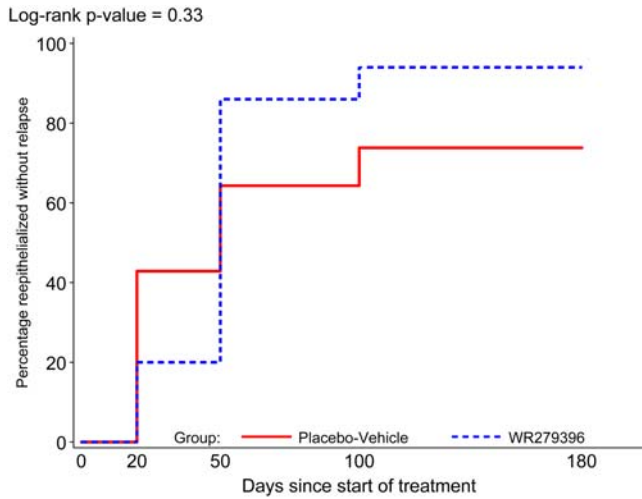 Log-rank p-value = 0.33
100
80
60
40
20
0
Percentage reepithelialized without relapse
Group: Placebo-Vehicle WR279396
0 20 50 100 180
Days since start of treatment